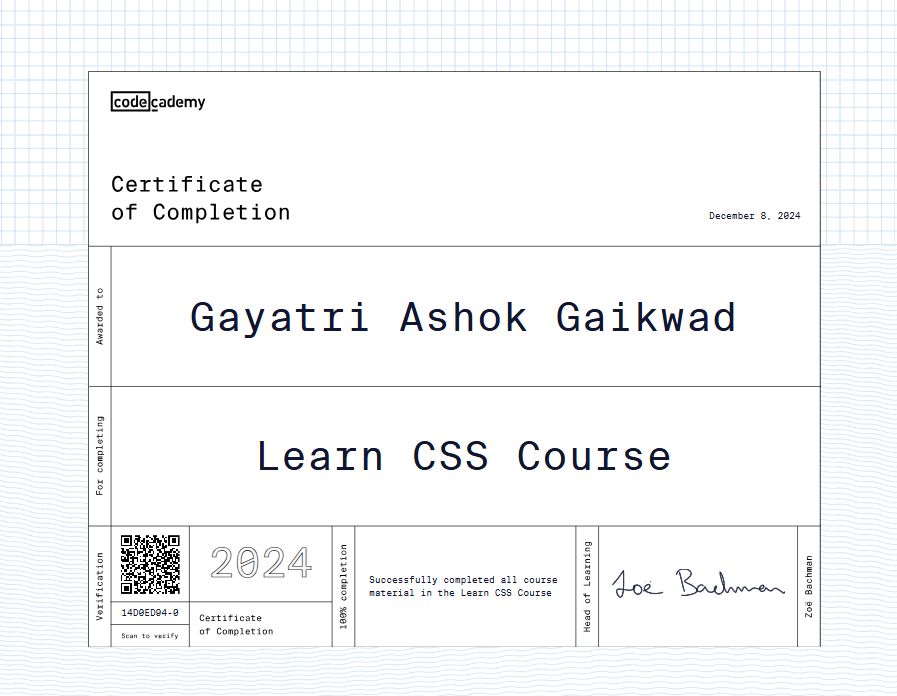 codecademy
Certificate
of Completion
December 8, 2024
Awarded to
Gayatri Ashok Gaikwad
For completing
Learn CSS Course
Verification
14D0ED94-0
Scan to verify
2024
Certificate
of Completion
100% completion
Successfully completed all course
material in the Learn CSS Course
Head of Learning
Zoë Bachman
Zoë Bachman